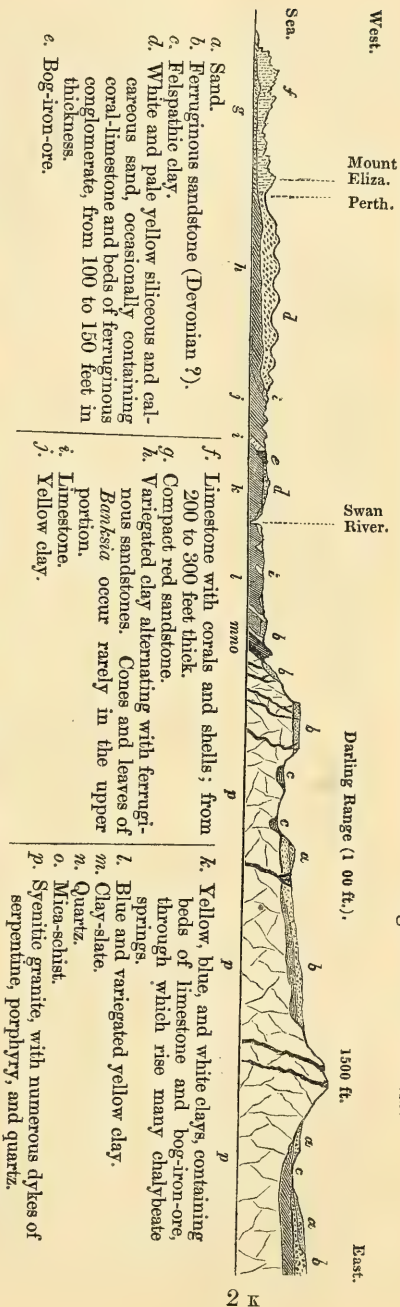 West.
East.
Mount
Eliza.
Perth.
Swan
River.
Darling Range (1 00 ft.).
1500 ft.
Sea.
f d i e d i b b b c c a b a c a b
g h j i k l mno p p p
a. Sand.
b. Ferruginous sandstone (Devonian ?).
c. Felspathic clay.
d. White and pale yellow siliceous and cal-
careous sand, occasionally containing
coral-limestone and beds of ferruginous
conglomerate, from 100 to 150 feet in
thickness.
e. Bog-iron-ore.
f. Limestone with corals and shells; from
200 to 300 feet thick.
g. Compact red sandstone.
h. Variegated clay alternating with ferrugi-
nous sandstones. Cones and leaves of
Banksia occur rarely in the upper
portion.
i. Limestone.
j. Yellow clay.
k. Yellow, blue, and white clays, containing
beds of limestone and bog-iron-ore,
through which rise many chalybeate
springs.
l. Blue and variegated yellow clay.
m. Clay-slate.
n. Quartz.
o. Mica-schist.
p. Syenitic granite, with numerous dykes of
serpentine, porphyry, and quartz.
2 K